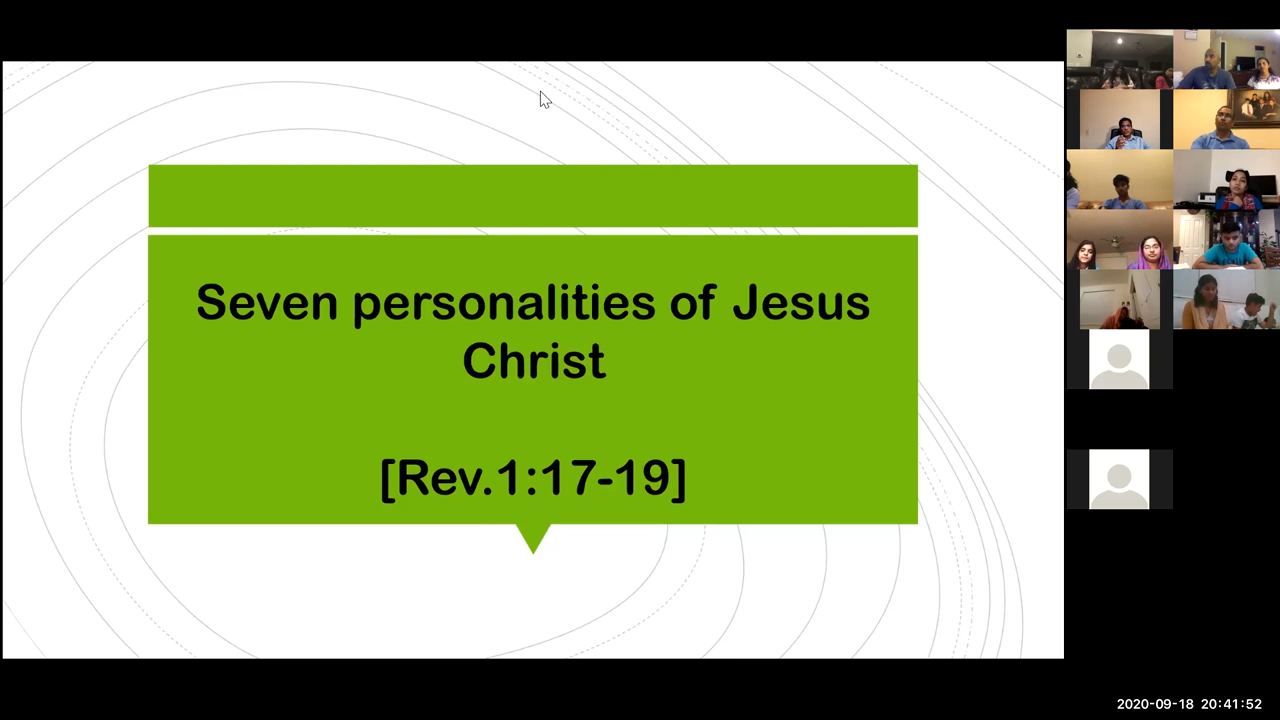 Seven personalities of Jesus
Christ
[Rev.1:17-19]
2020-09-18 20:41:52